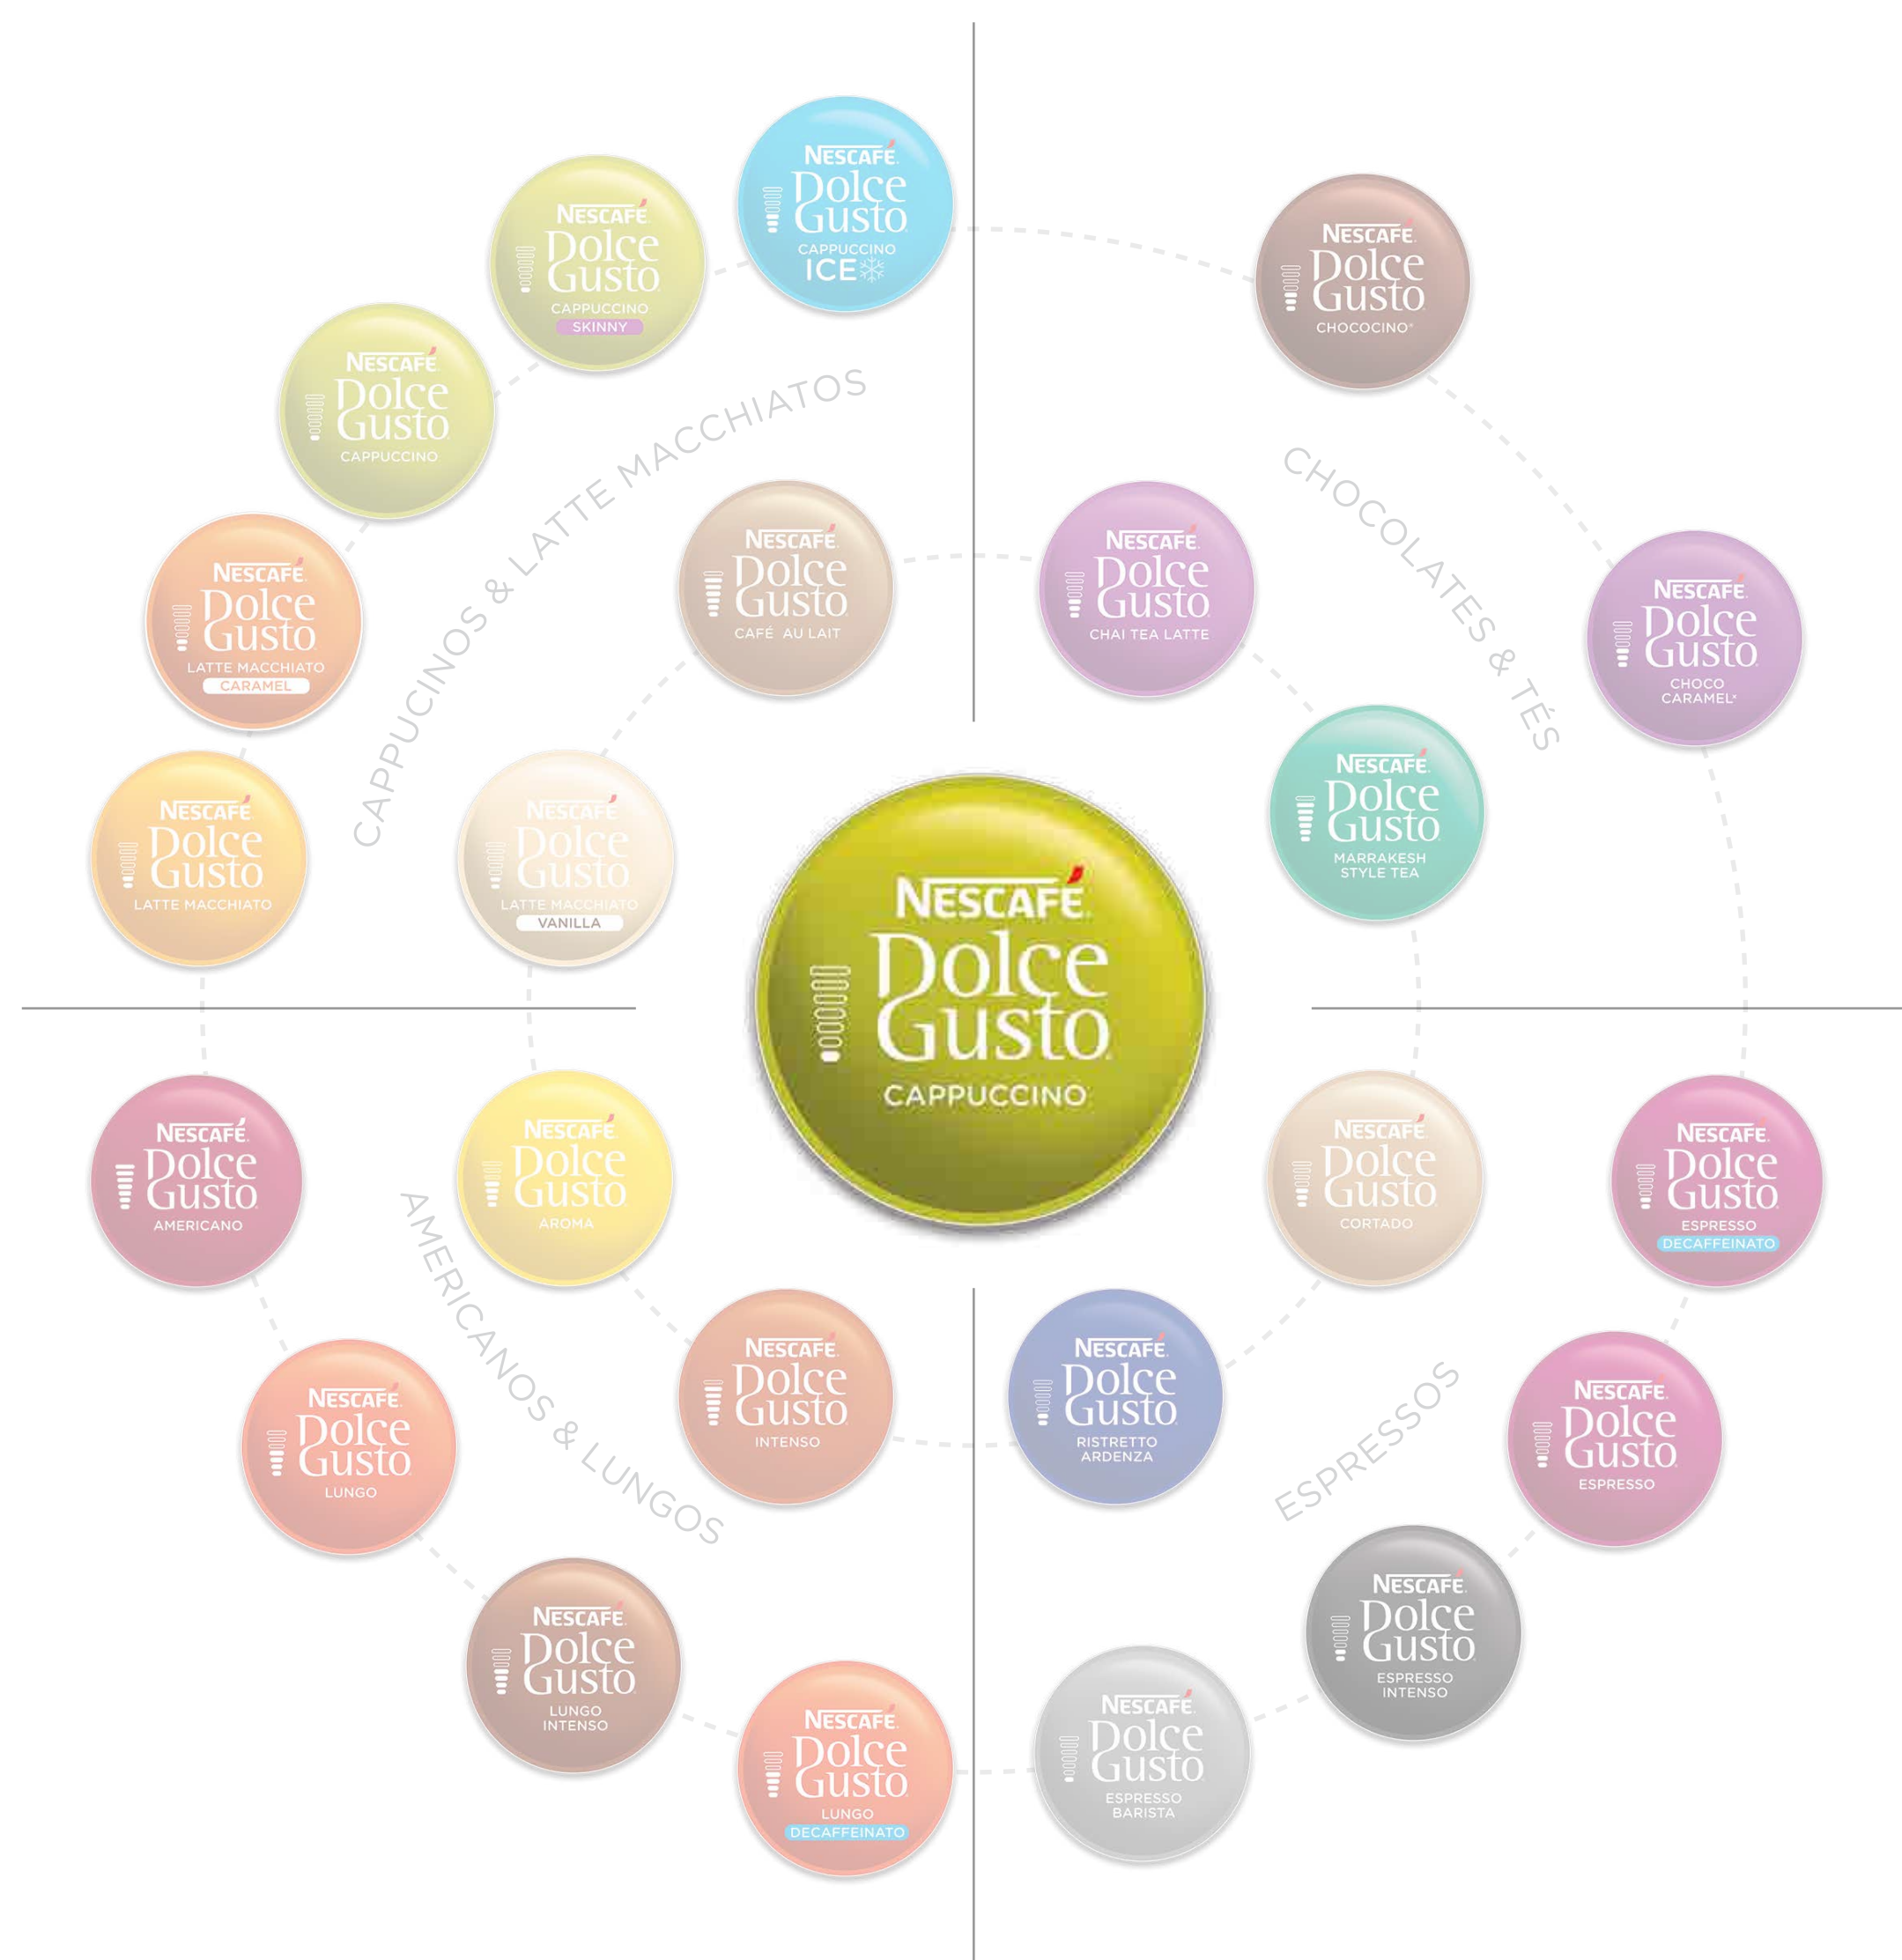 NESCAFÉ
Dolce
Gusto
CAPPUCCINO
ICE
NESCAFÉ
Dolce
Gusto
CAPPUCCINO
SKINNY
NESCAFÉ
Dolce
Gusto
CAPPUCCINO
NESCAFÉ
Dolce
Gusto
LATTE MACCHIATO
CARAMEL
NESCAFÉ
Dolce
Gusto
LATTE MACCHIATO
CAPPUCINOS & LATTE MACCHIATOS
NESCAFÉ
Dolce
Gusto
CAFÉ AU LAIT
NESCAFÉ
Dolce
Gusto
LATTE MACCHIATO
VANILLA
NESCAFÉ
Dolce
Gusto
CHOCOCINO®
CHOCOLATES & TÉS
NESCAFÉ
Dolce
Gusto
CHAI TEA LATTE
NESCAFÉ
Dolce
Gusto
CHOCO
CARAMEL*
NESCAFÉ
Dolce
Gusto
MARRAKESH
STYLE TEA
NESCAFÉ
Dolce
Gusto
CAPPUCCINO
NESCAFÉ
Dolce
Gusto
AMERICANO
NESCAFÉ
Dolce
Gusto
AROMA
AMERICANOS & LUNGOS
NESCAFÉ
Dolce
Gusto
INTENSO
NESCAFÉ
Dolce
Gusto
LUNGO
NESCAFÉ
Dolce
Gusto
LUNGO
INTENSO
NESCAFÉ
Dolce
Gusto
LUNGO
DECAFFEINATO
NESCAFÉ
Dolce
Gusto
CORTADO
NESCAFÉ
Dolce
Gusto
ESPRESSO
DECAFFEINATO
NESCAFÉ
Dolce
Gusto
RISTRETTO
ARDENZA
ESPRESSOS
NESCAFÉ
Dolce
Gusto
ESPRESSO
NESCAFÉ
Dolce
Gusto
ESPRESSO
INTENSO
NESCAFÉ
Dolce
Gusto
ESPRESSO
BARISTA